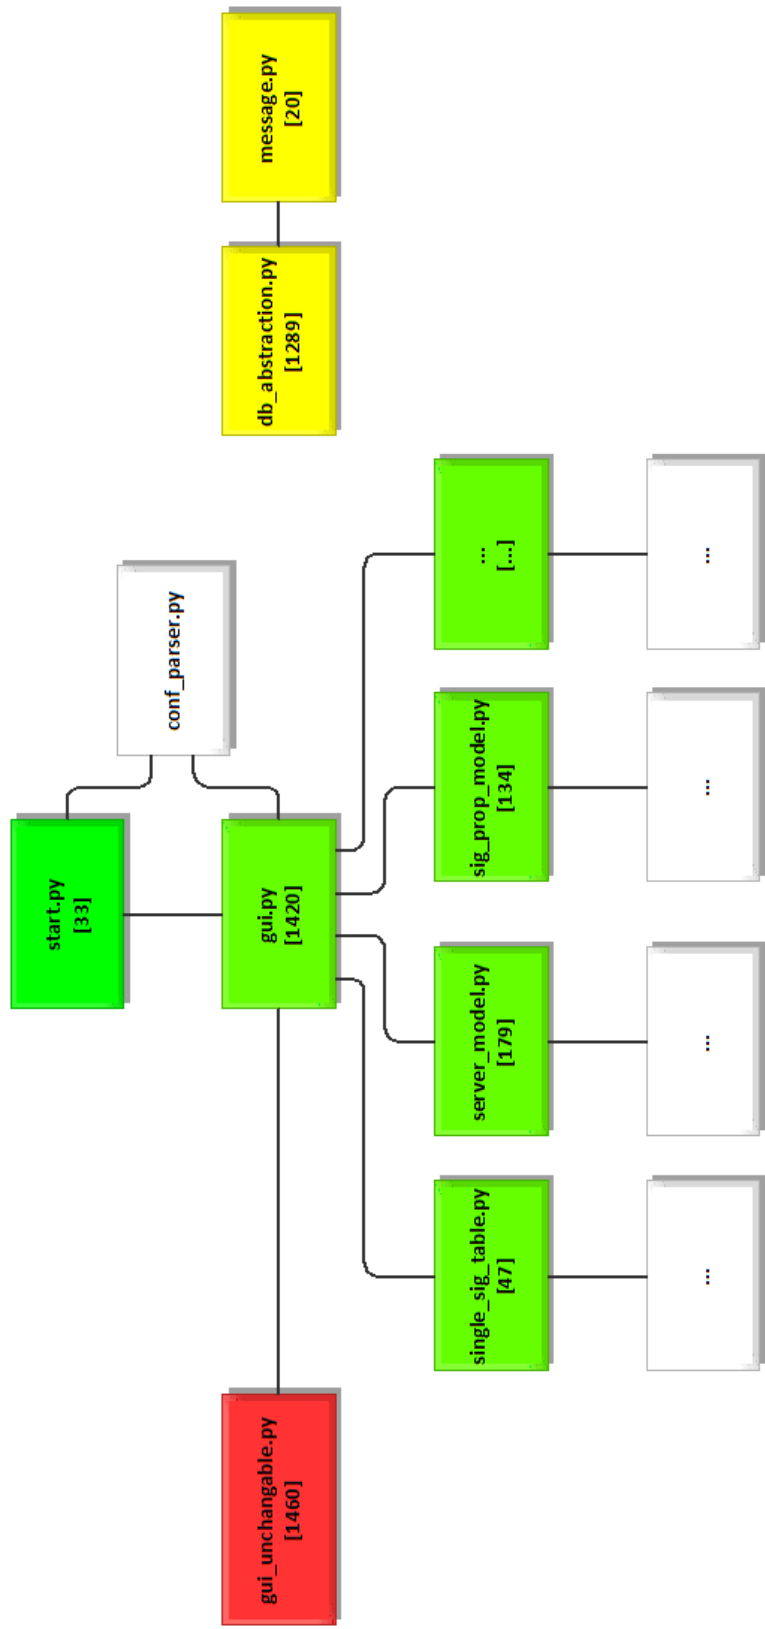 start.py
[33]
conf_parser.py
gui_unchangable.py
[1460]
gui.py
[1420]
db_abstraction.py
[1289]
message.py
[20]
single_sig_table.py
[47]
server_model.py
[179]
sig_prop_model.py
[134]
...
[...]
...
...
...
...